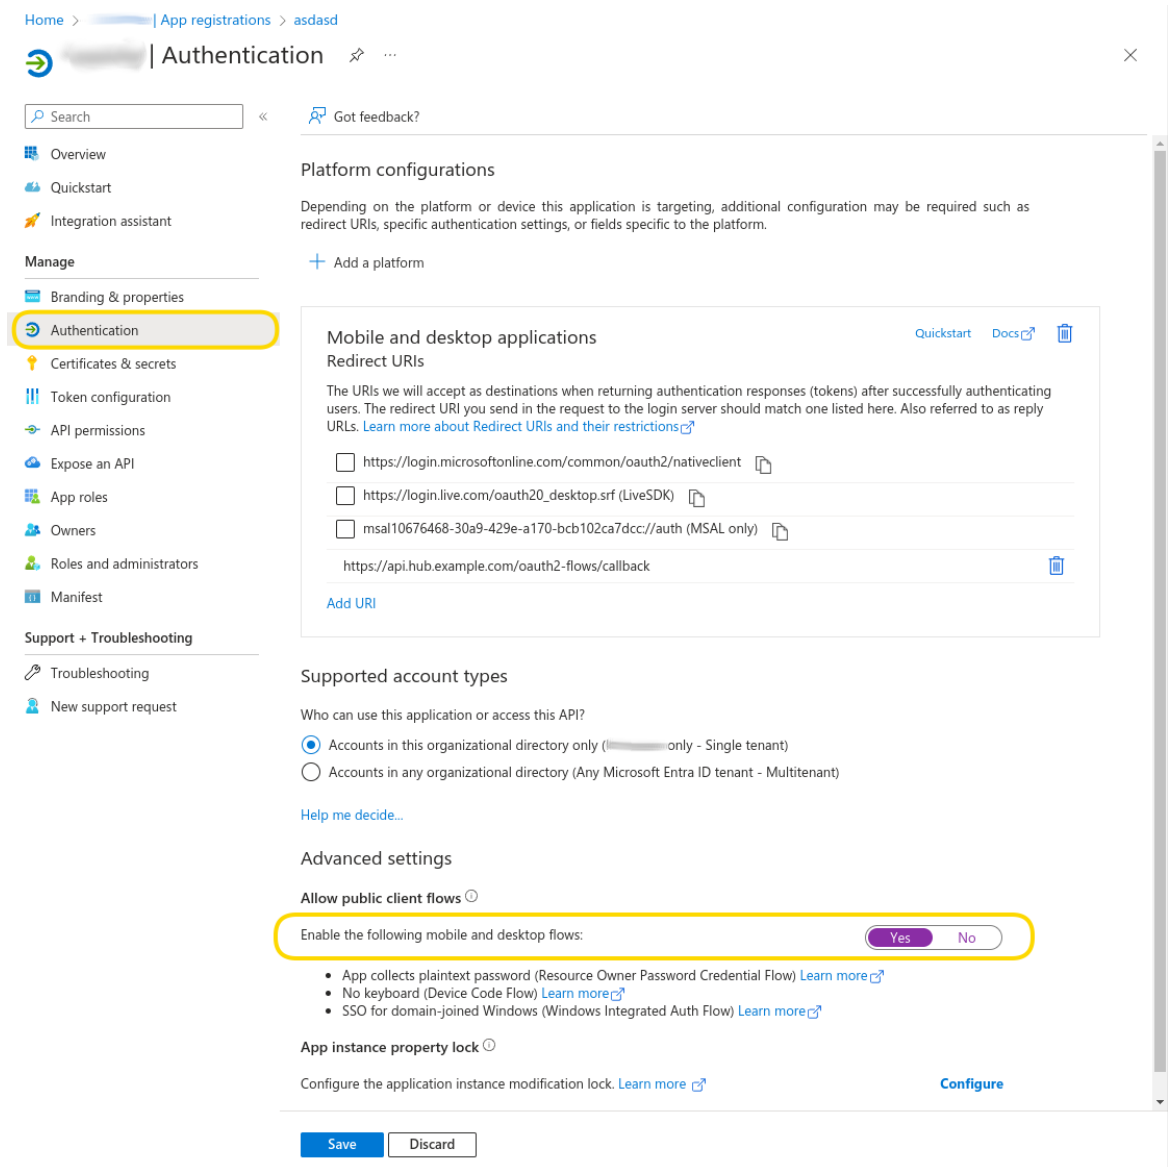 Home > | App registrations > asdasd
| Authentication ...
Search «
Got feedback?
Overview
Quickstart
Integration assistant
Manage
Branding & properties
Authentication
Certificates & secrets
Token configuration
API permissions
Expose an API
App roles
Owners
Roles and administrators
Manifest
Support + Troubleshooting
Troubleshooting
New support request
Platform configurations
Depending on the platform or device this application is targeting, additional configuration may be required such as
redirect URIs, specific authentication settings, or fields specific to the platform.
Add a platform
Mobile and desktop applications
Quickstart Docs
Redirect URIs
The URIs we will accept as destinations when returning authentication responses (tokens) after successfully authenticating
users. The redirect URI you send in the request to the login server should match one listed here. Also referred to as reply
URLs. Learn more about Redirect URIs and their restrictions
https://login.microsoftonline.com/common/oauth2/nativeclient
https://login.live.com/oauth20_desktop.srf (LiveSDK)
msal10676468-30a9-429e-a170-bcb102ca7dcc://auth (MSAL only)
https://api.hub.example.com/oauth2-flows/callback
Add URI
Supported account types
Who can use this application or access this API?
Accounts in this organizational directory only ( only - Single tenant)
Accounts in any organizational directory (Any Microsoft Entra ID tenant - Multitenant)
Help me decide...
Advanced settings
Allow public client flows
Enable the following mobile and desktop flows: Yes No
• App collects plaintext password (Resource Owner Password Credential Flow) Learn more
• No keyboard (Device Code Flow) Learn more
• SSO for domain-joined Windows (Windows Integrated Auth Flow) Learn more
App instance property lock
Configure the application instance modification lock. Learn more Configure
Save Discard